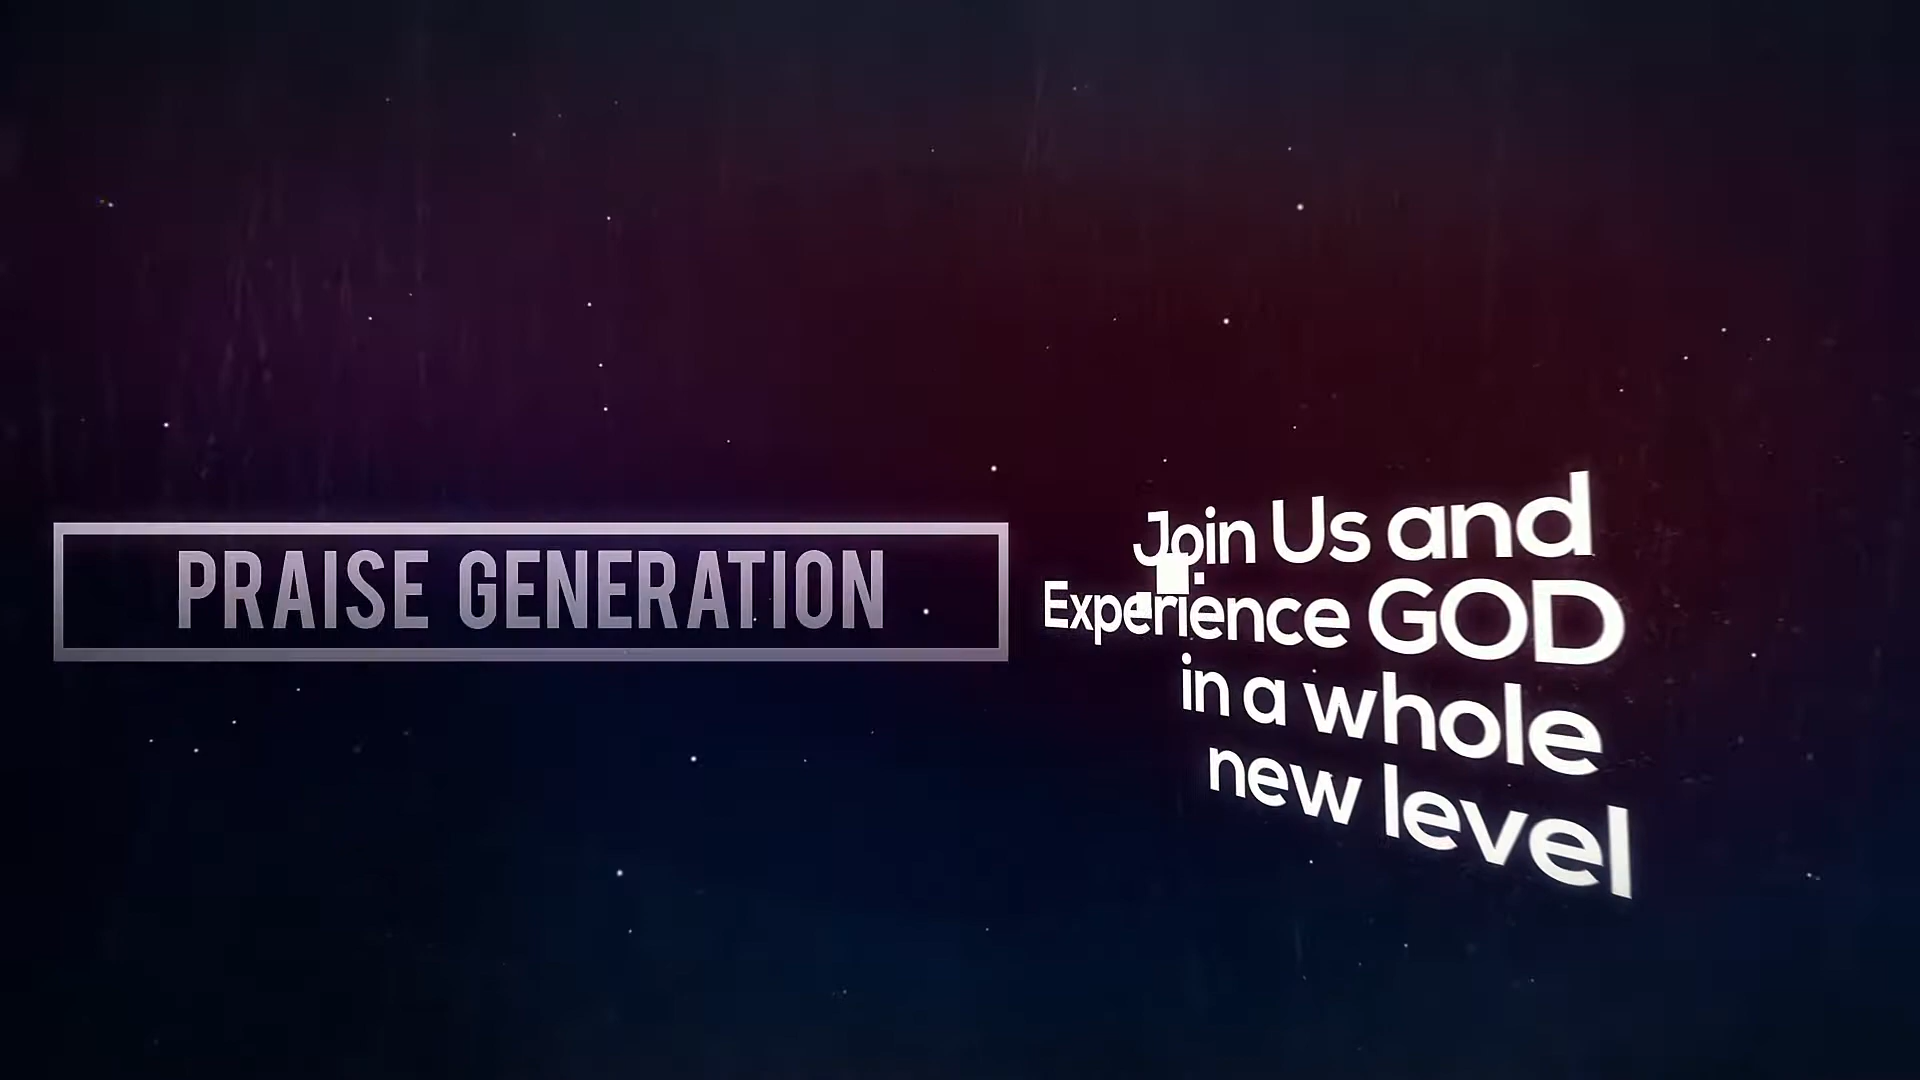 PRAISE GENERATION
Join Us and
Experience GOD
in a whole
new level